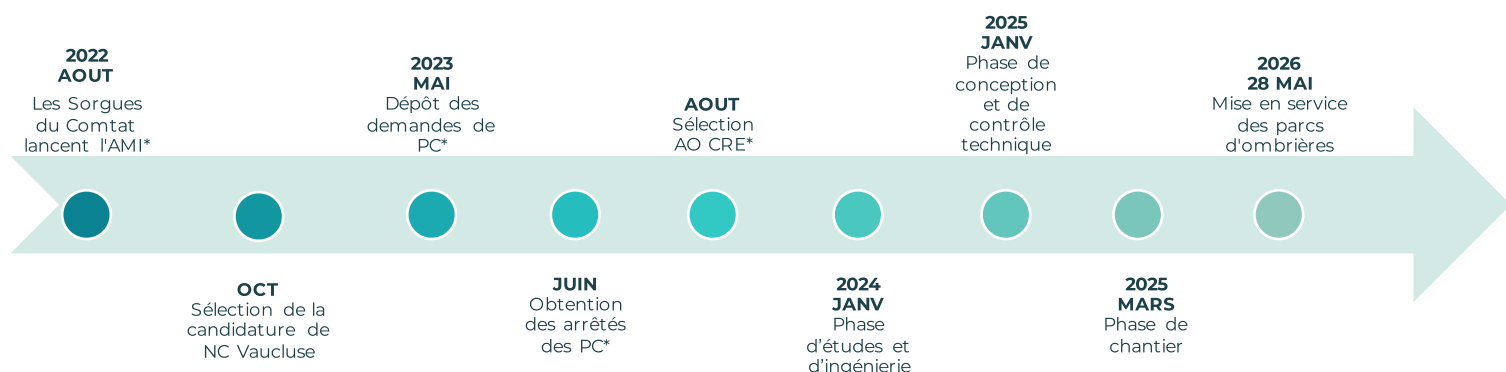 2022
AOUT
Les Sorgues
du Comtat
lancent l'AMI*
OCT
Sélection de la
candidature de
NC Vaucluse
2023
MAI
Dépôt des
demandes de
PC*
JUIN
Obtention
des arrêtés
des PC*
AOUT
Sélection
AO CRE*
2024
JANV
Phase
d’études et
d’ingénierie
2025
JANV
Phase de
conception
et de
contrôle
technique
2025
MARS
Phase de
chantier
2026
28 MAI
Mise en service
des parcs
d'ombrières